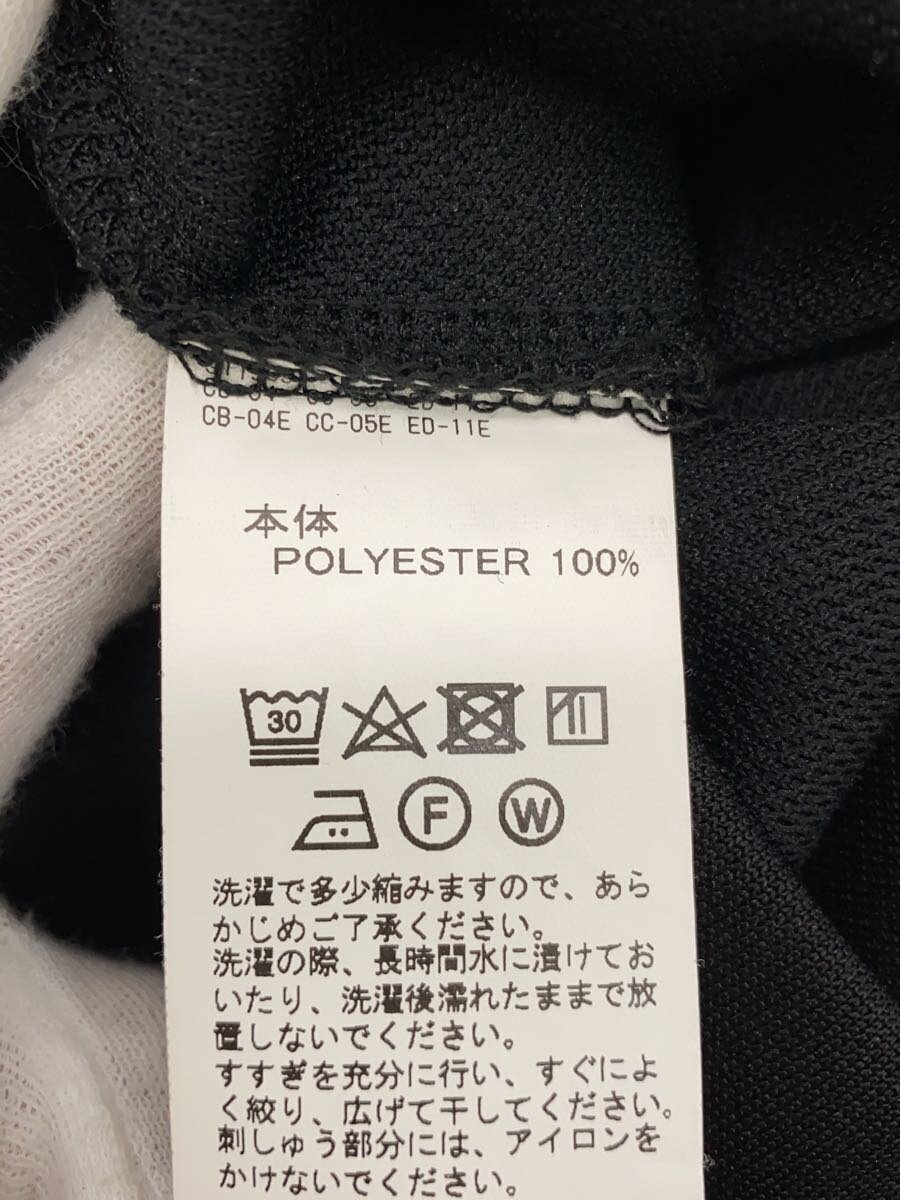 CB-04E CC-05E ED-11E
本体
POLYESTER 100%
30
F W
洗濯で多少縮みますので、あら
かじめご了承ください。
洗濯の際、長時間水に漬けてお
いたり、洗濯後濡れたままで放
置しないでください。
すすぎを充分に行い、すぐによ
く絞り、広げて干してください。
刺しゅう部分には、アイロンを
かけないでください。